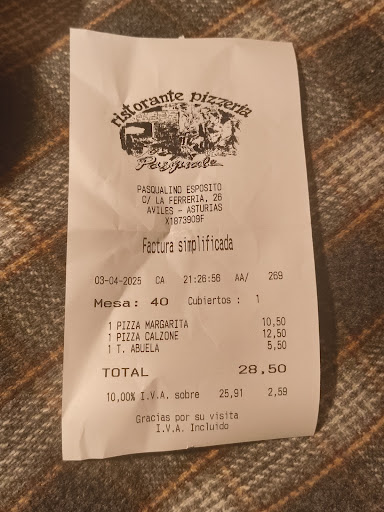 ristorante pizzeria
Pasquale
PASQUALINO ESPOSITO
C/ LA FERRERIA, 26
AVILES - ASTURIAS
X1873909F
Factura simplificada
03-04-2025 CA 21:26:56 AA/ 269
Mesa: 40 Cubiertos : 1
1 PIZZA MARGARITA 10,50
1 PIZZA CALZONE 12,50
1 T. ABUELA 5,50
TOTAL 28,50
10,00% I.V.A. sobre 25,91 2,59
Gracias por su visita
I.V.A. Incluido